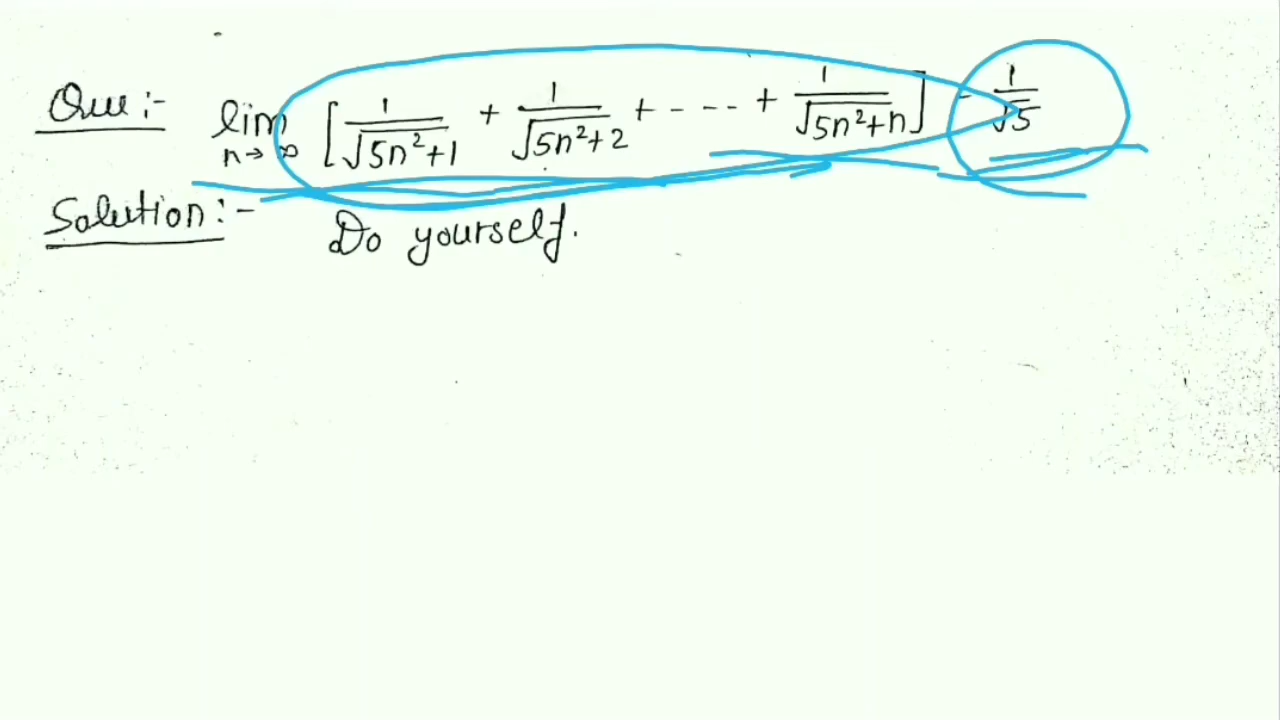 Que :- lim n→∞ [ 1/√5n²+1 + 1/√5n²+2 + - - -- + 1/√5n²+n ] = 1/√5
Solution :- Do yourself.